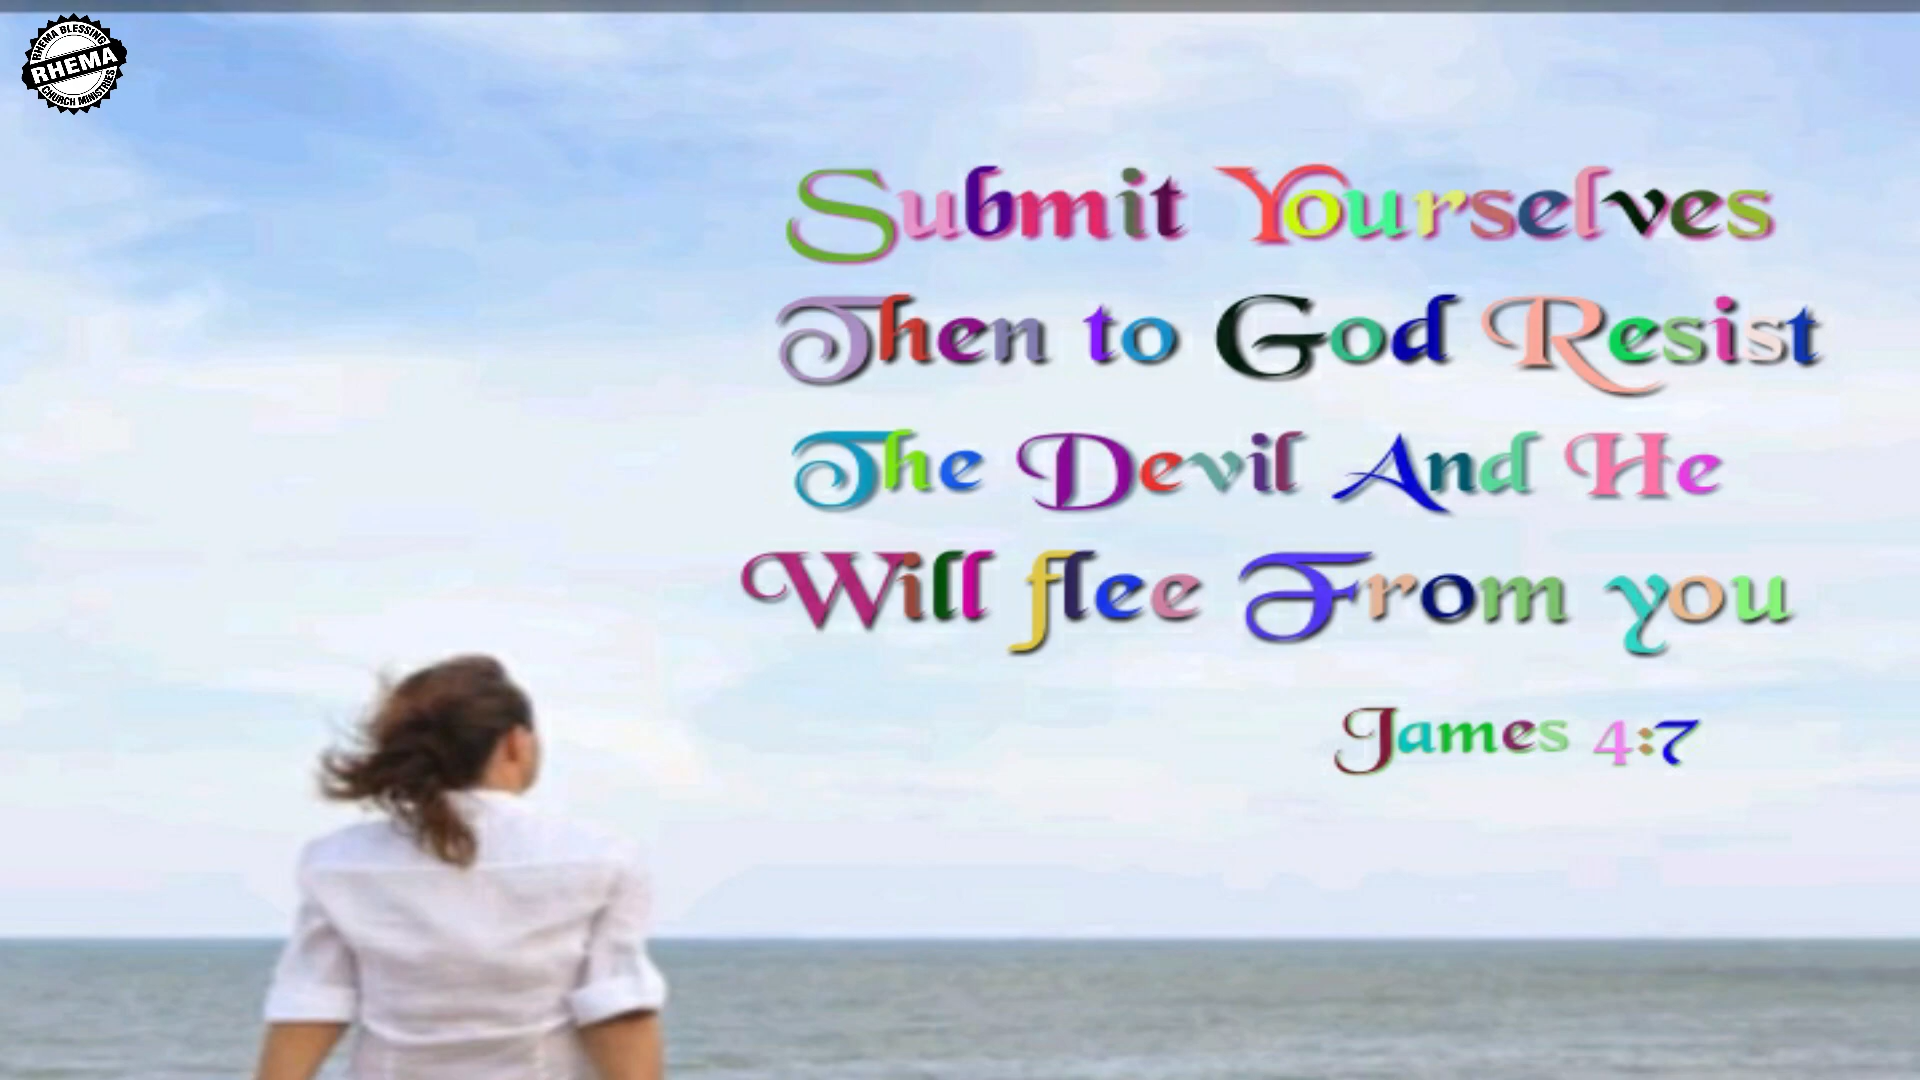 RHEMA BLESSING
RHEMA
CHURCH MINISTRIES
Submit Yourselves
Then to God Resist
The Devil And He
Will flee From you
James 4:7